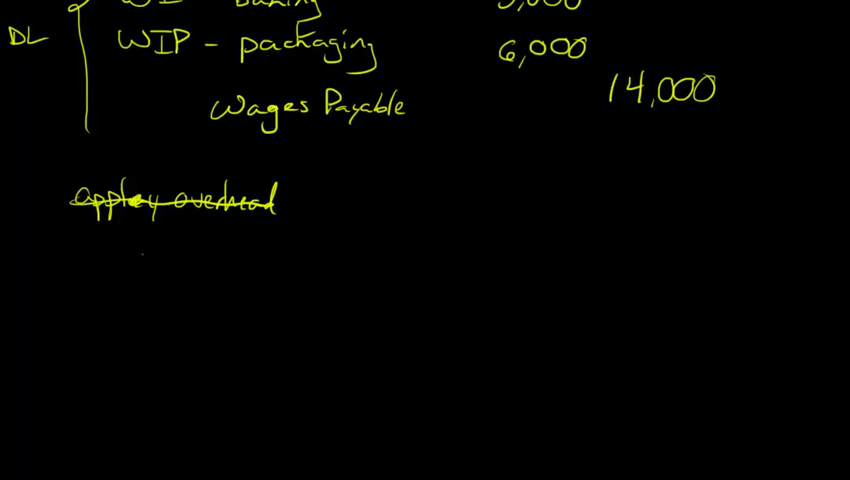 DL
WIP - packaging 6,000
Wages Payable 14,000
apply overhead